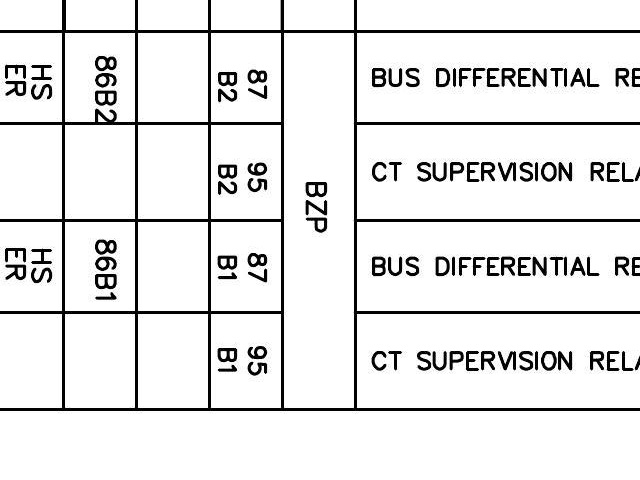 HS
ER
86B2
87
B2
BUS DIFFERENTIAL RE
95
B2
CT SUPERVISION RELA
BZP
HS
ER
86B1
87
B1
BUS DIFFERENTIAL RE
95
B1
CT SUPERVISION RELA